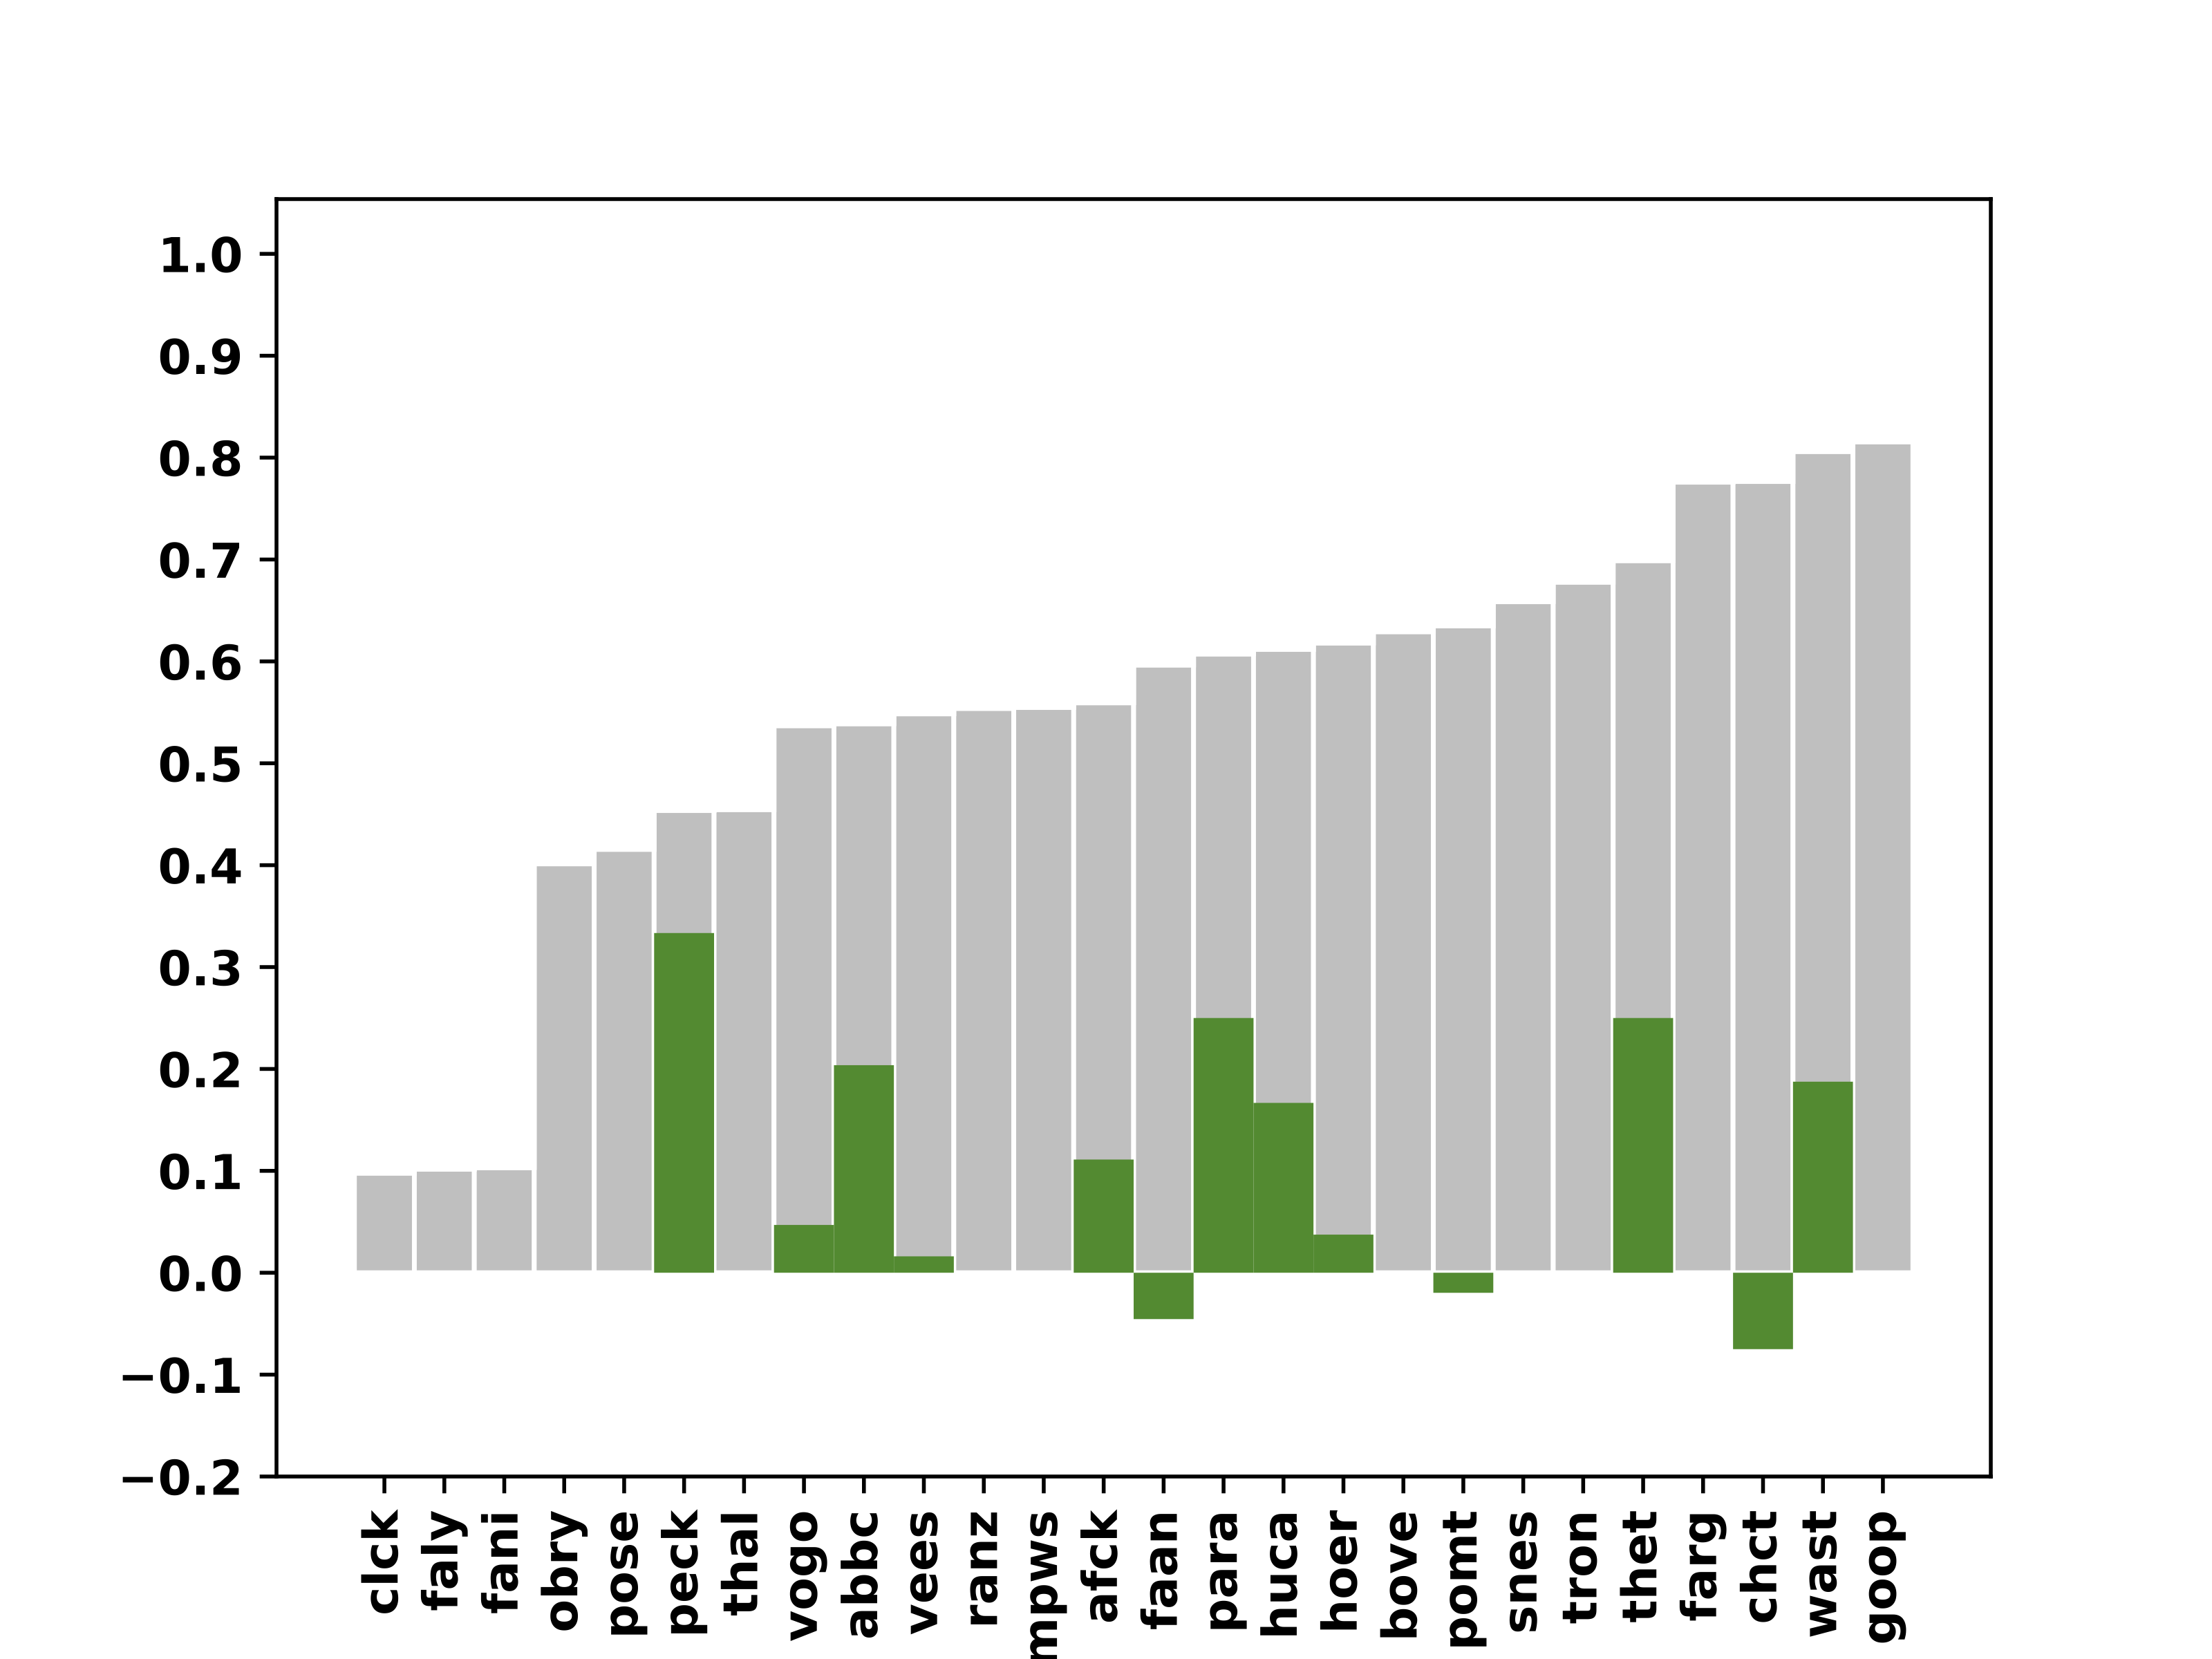 1.0
0.9
0.8
0.7
0.6
0.5
0.4
0.3
0.2
0.1
0.0
−0.1
−0.2
clck
faly
fani
obry
pose
peck
thal
vogo
abbc
vees
ranz
mpws
afck
faan
para
huca
hoer
bove
pomt
snes
tron
thet
farg
chct
wast
goop